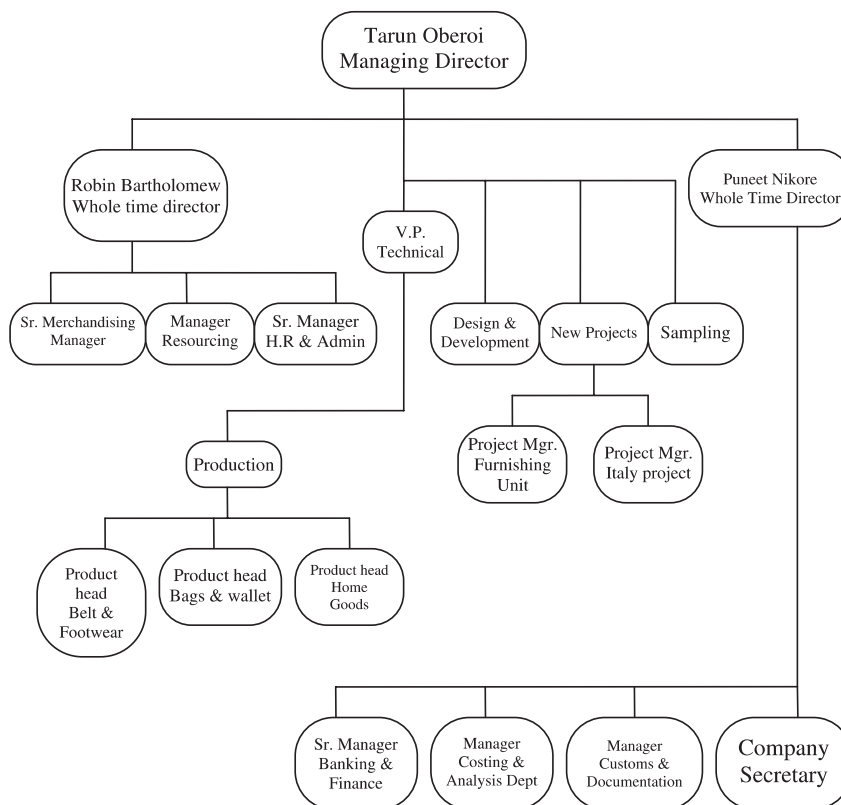 Tarun Oberoi
Managing Director
Robin Bartholomew
Whole time director
Puneet Nikore
Whole Time Director
V.P.
Technical
Sr. Merchandising
Manager
Manager
Resourcing
Sr. Manager
H.R & Admin
Design &
Development
New Projects
Sampling
Production
Project Mgr.
Furnishing
Unit
Project Mgr.
Italy project
Product
head
Belt &
Footwear
Product head
Bags & wallet
Product head
Home
Goods
Sr. Manager
Banking &
Finance
Manager
Costing &
Analysis Dept
Manager
Customs &
Documentation
Company
Secretary